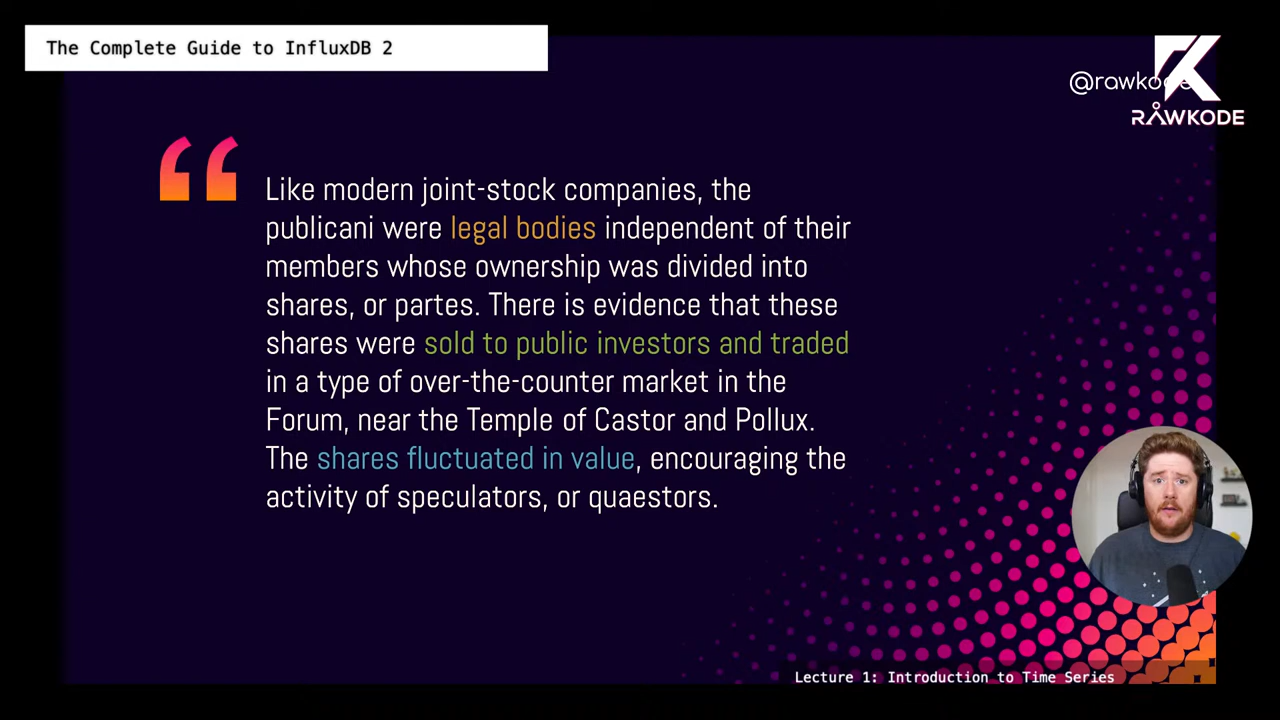 The Complete Guide to InfluxDB 2
@rawkode
RAWKODE
Like modern joint-stock companies, the
publicani were legal bodies independent of their
members whose ownership was divided into
shares, or partes. There is evidence that these
shares were sold to public investors and traded
in a type of over-the-counter market in the
Forum, near the Temple of Castor and Pollux.
The shares fluctuated in value, encouraging the
activity of speculators, or quaestors.
Lecture 1: Introduction to Time Series